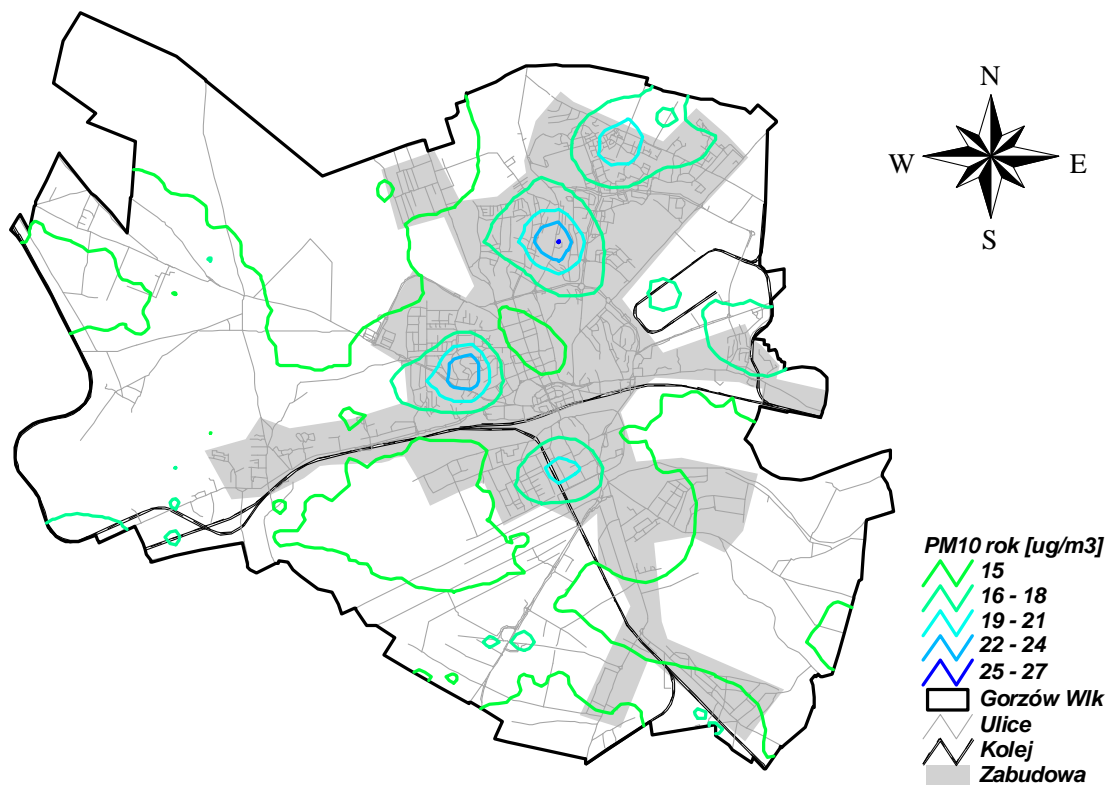 N
W
E
S
PM10 rok [ug/m3]
15
16 - 18
19 - 21
22 - 24
25 - 27
Gorzów Wlk
Ulice
Kolej
Zabudowa